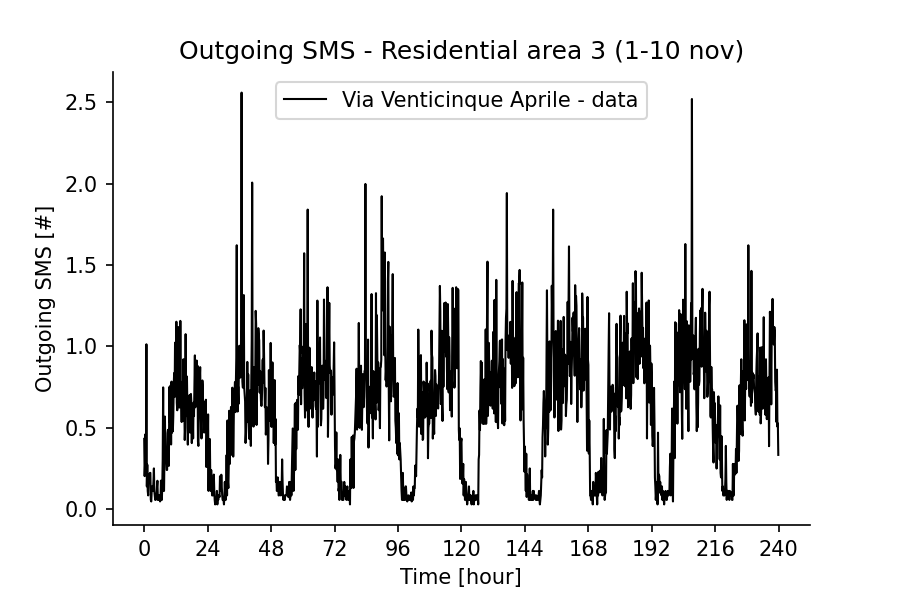 Outgoing SMS - Residential area 3 (1-10 nov)
Via Venticinque Aprile - data
Outgoing SMS [#]
2.5
2.0
1.5
1.0
0.5
0.0
0 24 48 72 96 120 144 168 192 216 240
Time [hour]